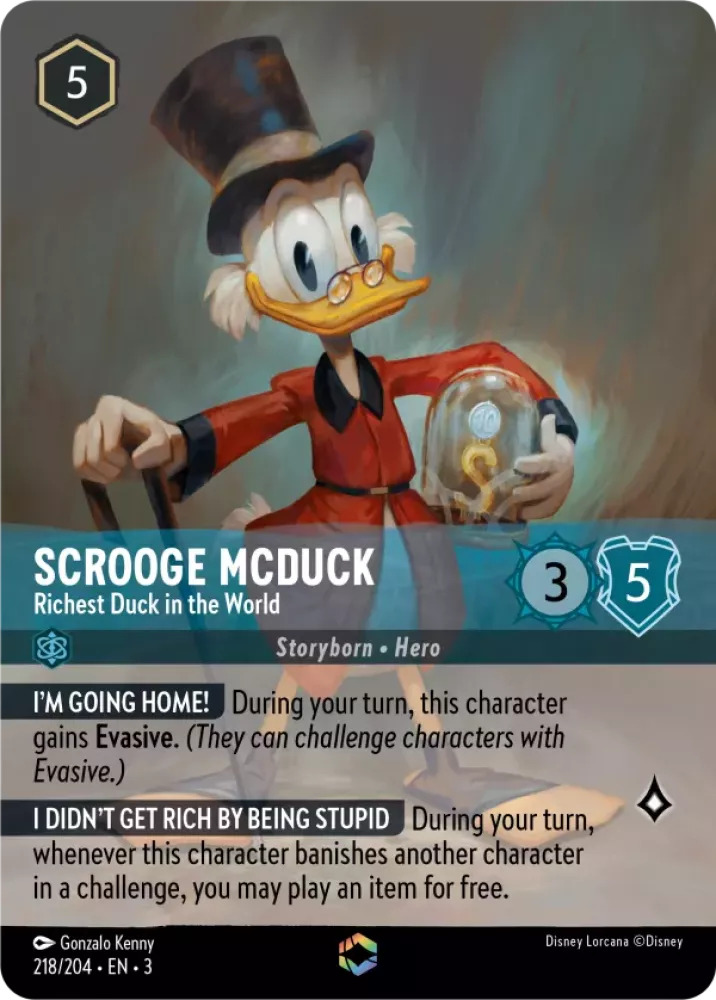 5
10
SCROOGE MCDUCK
Richest Duck in the World
3
5
Storyborn • Hero
I'M GOING HOME! During your turn, this character
gains Evasive. (They can challenge characters with
Evasive.)
I DIDN'T GET RICH BY BEING STUPID During your turn,
whenever this character banishes another character
in a challenge, you may play an item for free.
Gonzalo Kenny
Disney Lorcana ©Disney
218/204 • EN • 3